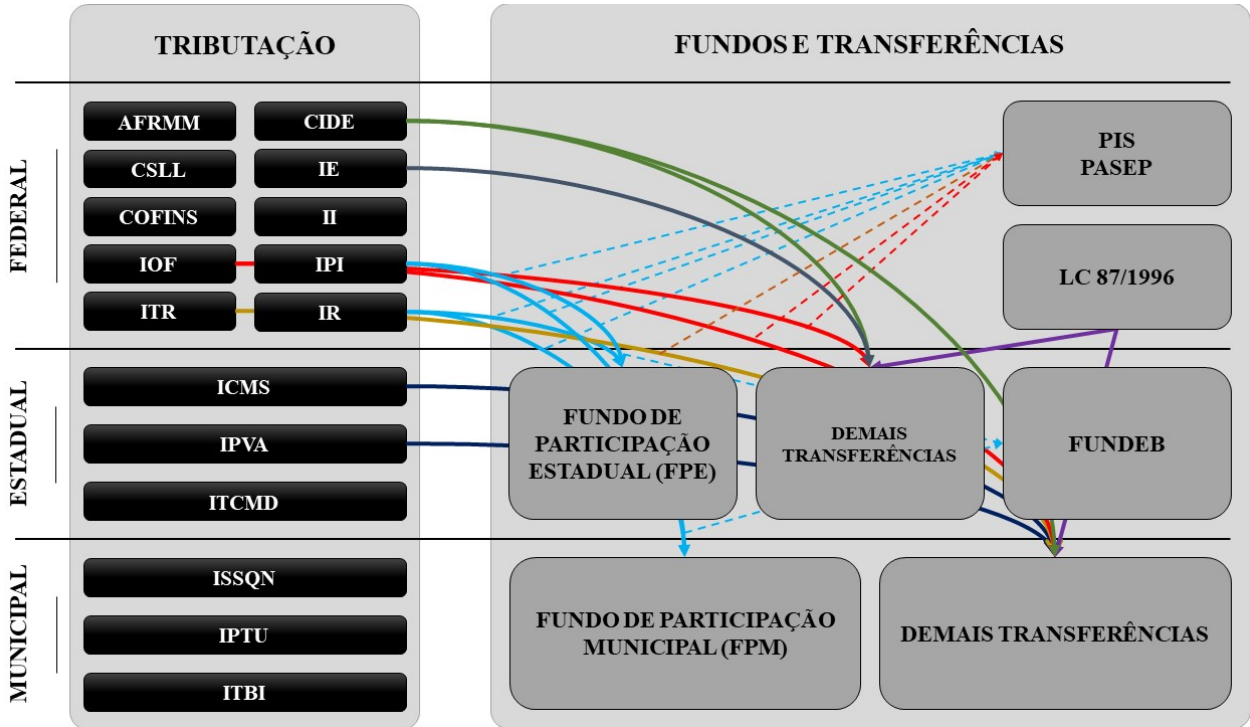 TRIBUTAÇÃO
FUNDOS E TRANSFERÊNCIAS
FEDERAL
AFRMM
CIDE
CSLL
IE
COFINS
II
IOF
IPI
ITR
IR
PIS
PASEP
LC 87/1996
ESTADUAL
ICMS
IPVA
ITCMD
FUNDO DE
PARTICIPAÇÃO
ESTADUAL (FPE)
DEMAIS
TRANSFERÊNCIAS
FUNDEB
MUNICIPAL
ISSQN
IPTU
ITBI
FUNDO DE PARTICIPAÇÃO
MUNICIPAL (FPM)
DEMAIS TRANSFERÊNCIAS